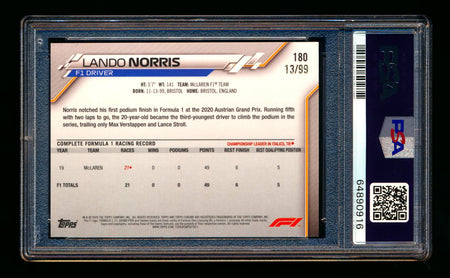 LANDO NORRIS
F1 DRIVER
180
13/99
HT: 5'7" WT: 141 TEAM: McLAREN F1® TEAM
BORN: 11-13-99, BRISTOL HOME: BRISTOL, ENGLAND
Norris notched his first podium finish in Formula 1 at the 2020 Austrian Grand Prix. Running fifth
with two laps to go, the 20-year-old became the third-youngest driver to climb the podium in the
series, trailing only Max Verstappen and Lance Stroll.
COMPLETE FORMULA 1 RACING RECORD CHAMPIONSHIP LEADER IN ITALICS, TIE*
YEAR TEAM RACES WINS PODIUMS POINTS BEST FINISH BEST QUALIFYING POSITION
19 McLAREN 21* 0 0 49 6 5
F1 TOTALS 21 0 0 49 6 5
Topps
F1
PSA
64890916